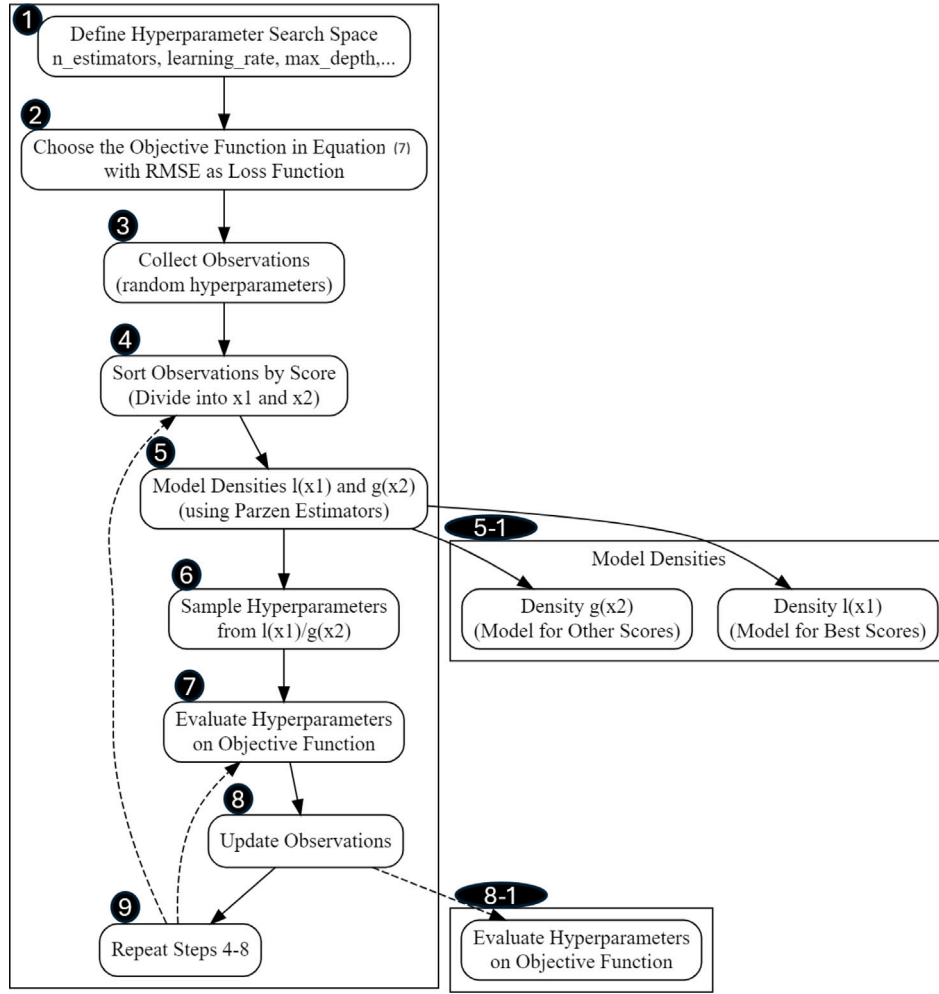 1
Define Hyperparameter Search Space
n_estimators, learning_rate, max_depth,...
2
Choose the Objective Function in Equation (7)
with RMSE as Loss Function
3
Collect Observations
(random hyperparameters)
4
Sort Observations by Score
(Divide into x1 and x2)
5
Model Densities l(x1) and g(x2)
(using Parzen Estimators)
5-1
Model Densities
Density g(x2)
(Model for Other Scores)
Density l(x1)
(Model for Best Scores)
6
Sample Hyperparameters
from l(x1)/g(x2)
7
Evaluate Hyperparameters
on Objective Function
8
Update Observations
8-1
Evaluate Hyperparameters
on Objective Function
9
Repeat Steps 4-8